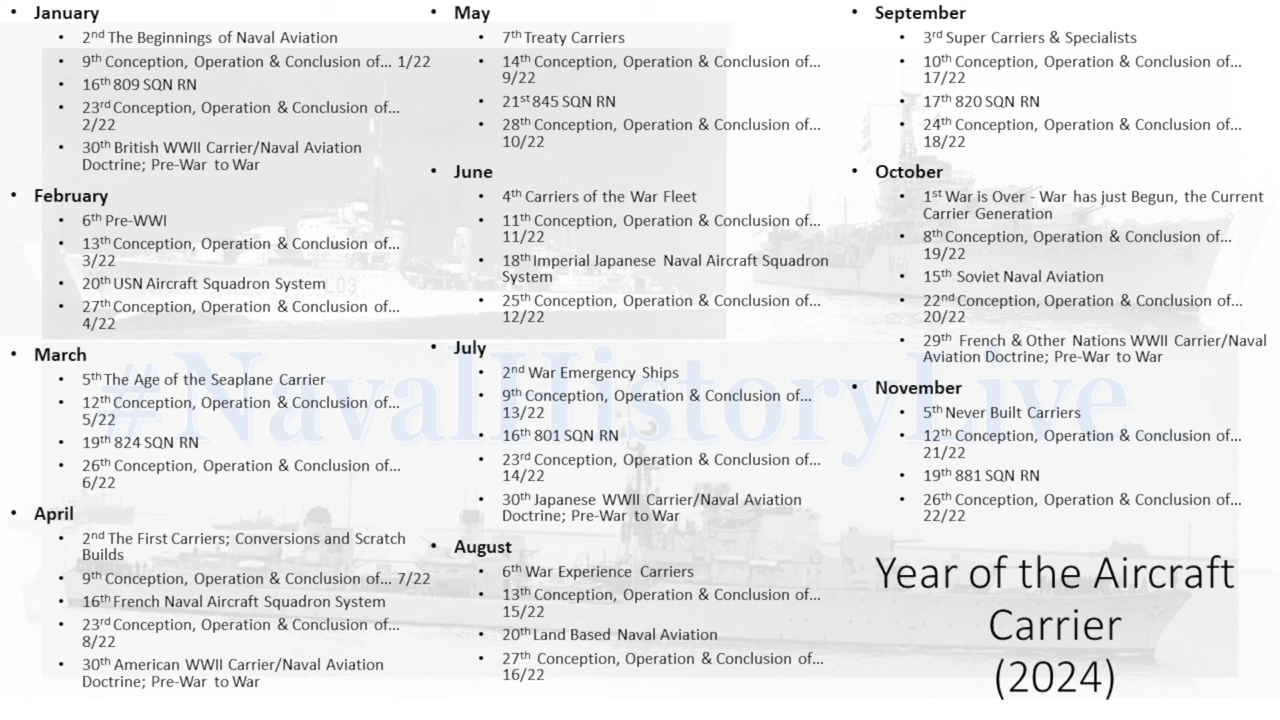 January
2nd The Beginnings of Naval Aviation
9th Conception, Operation & Conclusion of... 1/22
16th 809 SQN RN
23rd Conception, Operation & Conclusion of...
2/22
30th British WWII Carrier/Naval Aviation
Doctrine; Pre-War to War
February
6th Pre-WWI
13th Conception, Operation & Conclusion of...
3/22
20th USN Aircraft Squadron System
27th Conception, Operation & Conclusion of...
4/22
March
5th The Age of the Seaplane Carrier
12th Conception, Operation & Conclusion of...
5/22
19th 824 SQN RN
26th Conception, Operation & Conclusion of...
6/22
April
2nd The First Carriers; Conversions and Scratch
Builds
9th Conception, Operation & Conclusion of... 7/22
16th French Naval Aircraft Squadron System
23rd Conception, Operation & Conclusion of...
8/22
30th American WWII Carrier/Naval Aviation
Doctrine; Pre-War to War
May
7th Treaty Carriers
14th Conception, Operation & Conclusion of...
9/22
21st 845 SQN RN
28th Conception, Operation & Conclusion of...
10/22
June
4th Carriers of the War Fleet
11th Conception, Operation & Conclusion of...
11/22
18th Imperial Japanese Naval Aircraft Squadron
System
25th Conception, Operation & Conclusion of...
12/22
July
2nd War Emergency Ships
9th Conception, Operation & Conclusion of...
13/22
16th 801 SQN RN
23rd Conception, Operation & Conclusion of...
14/22
30th Japanese WWII Carrier/Naval Aviation
Doctrine; Pre-War to War
August
6th War Experience Carriers
13th Conception, Operation & Conclusion of...
15/22
20th Land Based Naval Aviation
27th Conception, Operation & Conclusion of...
16/22
September
3rd Super Carriers & Specialists
10th Conception, Operation & Conclusion of...
17/22
17th 820 SQN RN
24th Conception, Operation & Conclusion of...
18/22
October
1st War is Over - War has just Begun, the Current
Carrier Generation
8th Conception, Operation & Conclusion of...
19/22
15th Soviet Naval Aviation
22nd Conception, Operation & Conclusion of...
20/22
29th French & Other Nations WWII Carrier/Naval
Aviation Doctrine; Pre-War to War
November
5th Never Built Carriers
12th Conception, Operation & Conclusion of...
21/22
19th 881 SQN RN
26th Conception, Operation & Conclusion of...
22/22
Year of the Aircraft
Carrier
(2024)
#NavalHistoryLive
L03